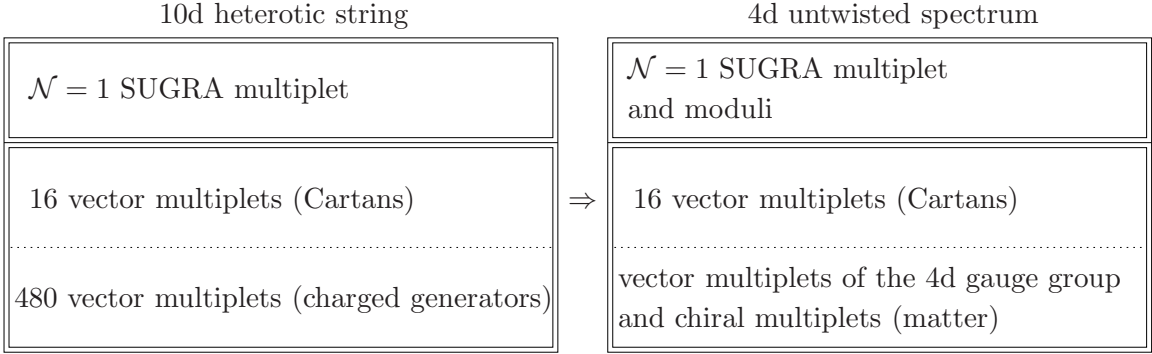 10d heterotic string
4d untwisted spectrum
𝒩 = 1 SUGRA multiplet
𝒩 = 1 SUGRA multiplet
and moduli
16 vector multiplets (Cartans)
⇒
16 vector multiplets (Cartans)
480 vector multiplets (charged generators)
vector multiplets of the 4d gauge group
and chiral multiplets (matter)